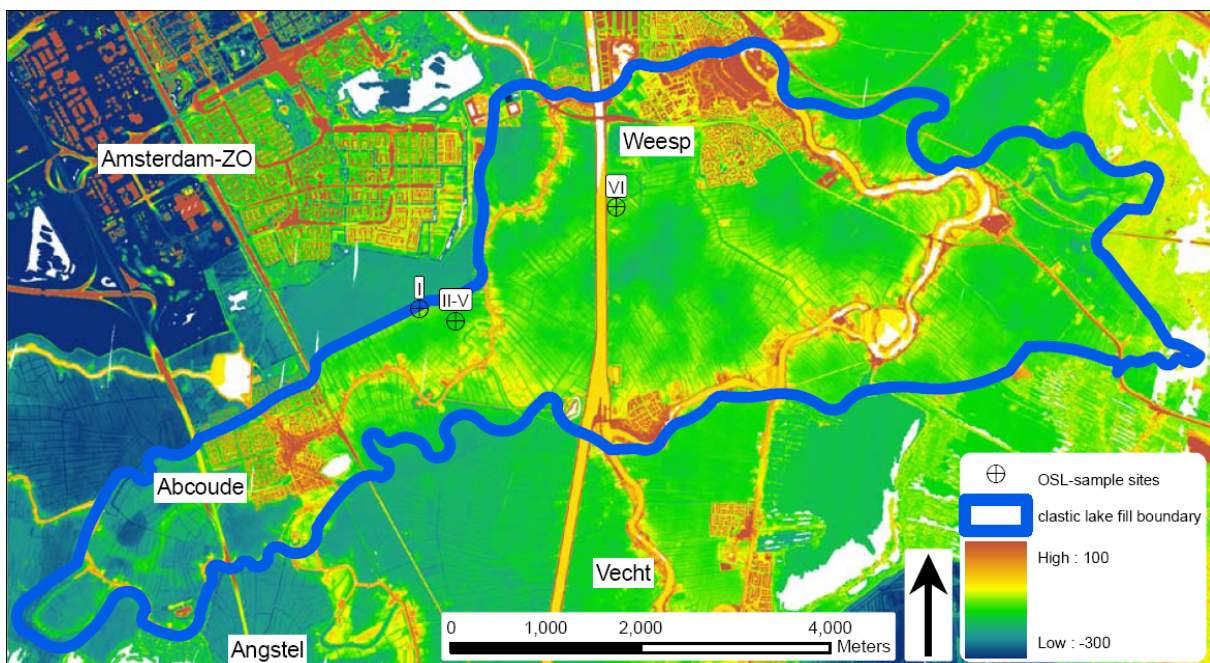 Weesp
Amsterdam-ZO
VI
I
II-V
Abcoude
OSL-sample sites
clastic lake fill boundary
High : 100
Low : -300
Vecht
Angstel
0 1,000 2,000 4,000
Meters